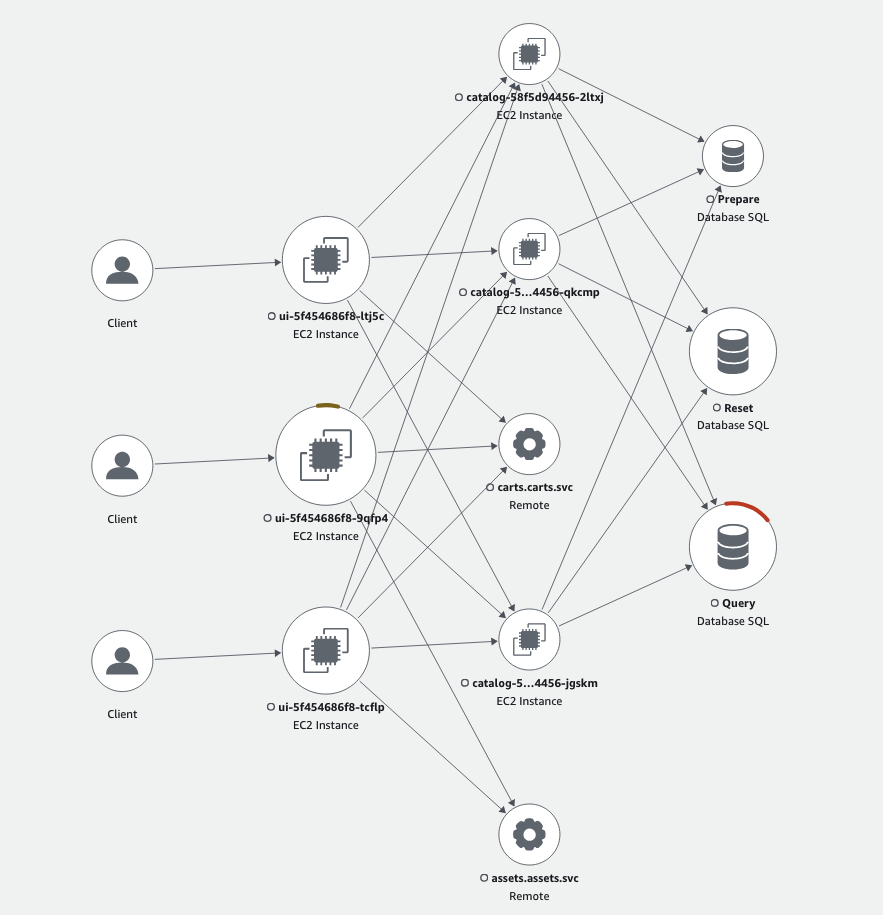 catalog-58f5d94456-2ltxj
EC2 Instance
Prepare
Database SQL
Client
ui-5f454686f8-ltj5c
EC2 Instance
catalog-5...4456-qkcmp
EC2 Instance
Reset
Database SQL
Client
ui-5f454686f8-9qfp4
EC2 Instance
carts.carts.svc
Remote
Query
Database SQL
Client
ui-5f454686f8-tcflp
EC2 Instance
catalog-5...4456-jgskm
EC2 Instance
assets.assets.svc
Remote